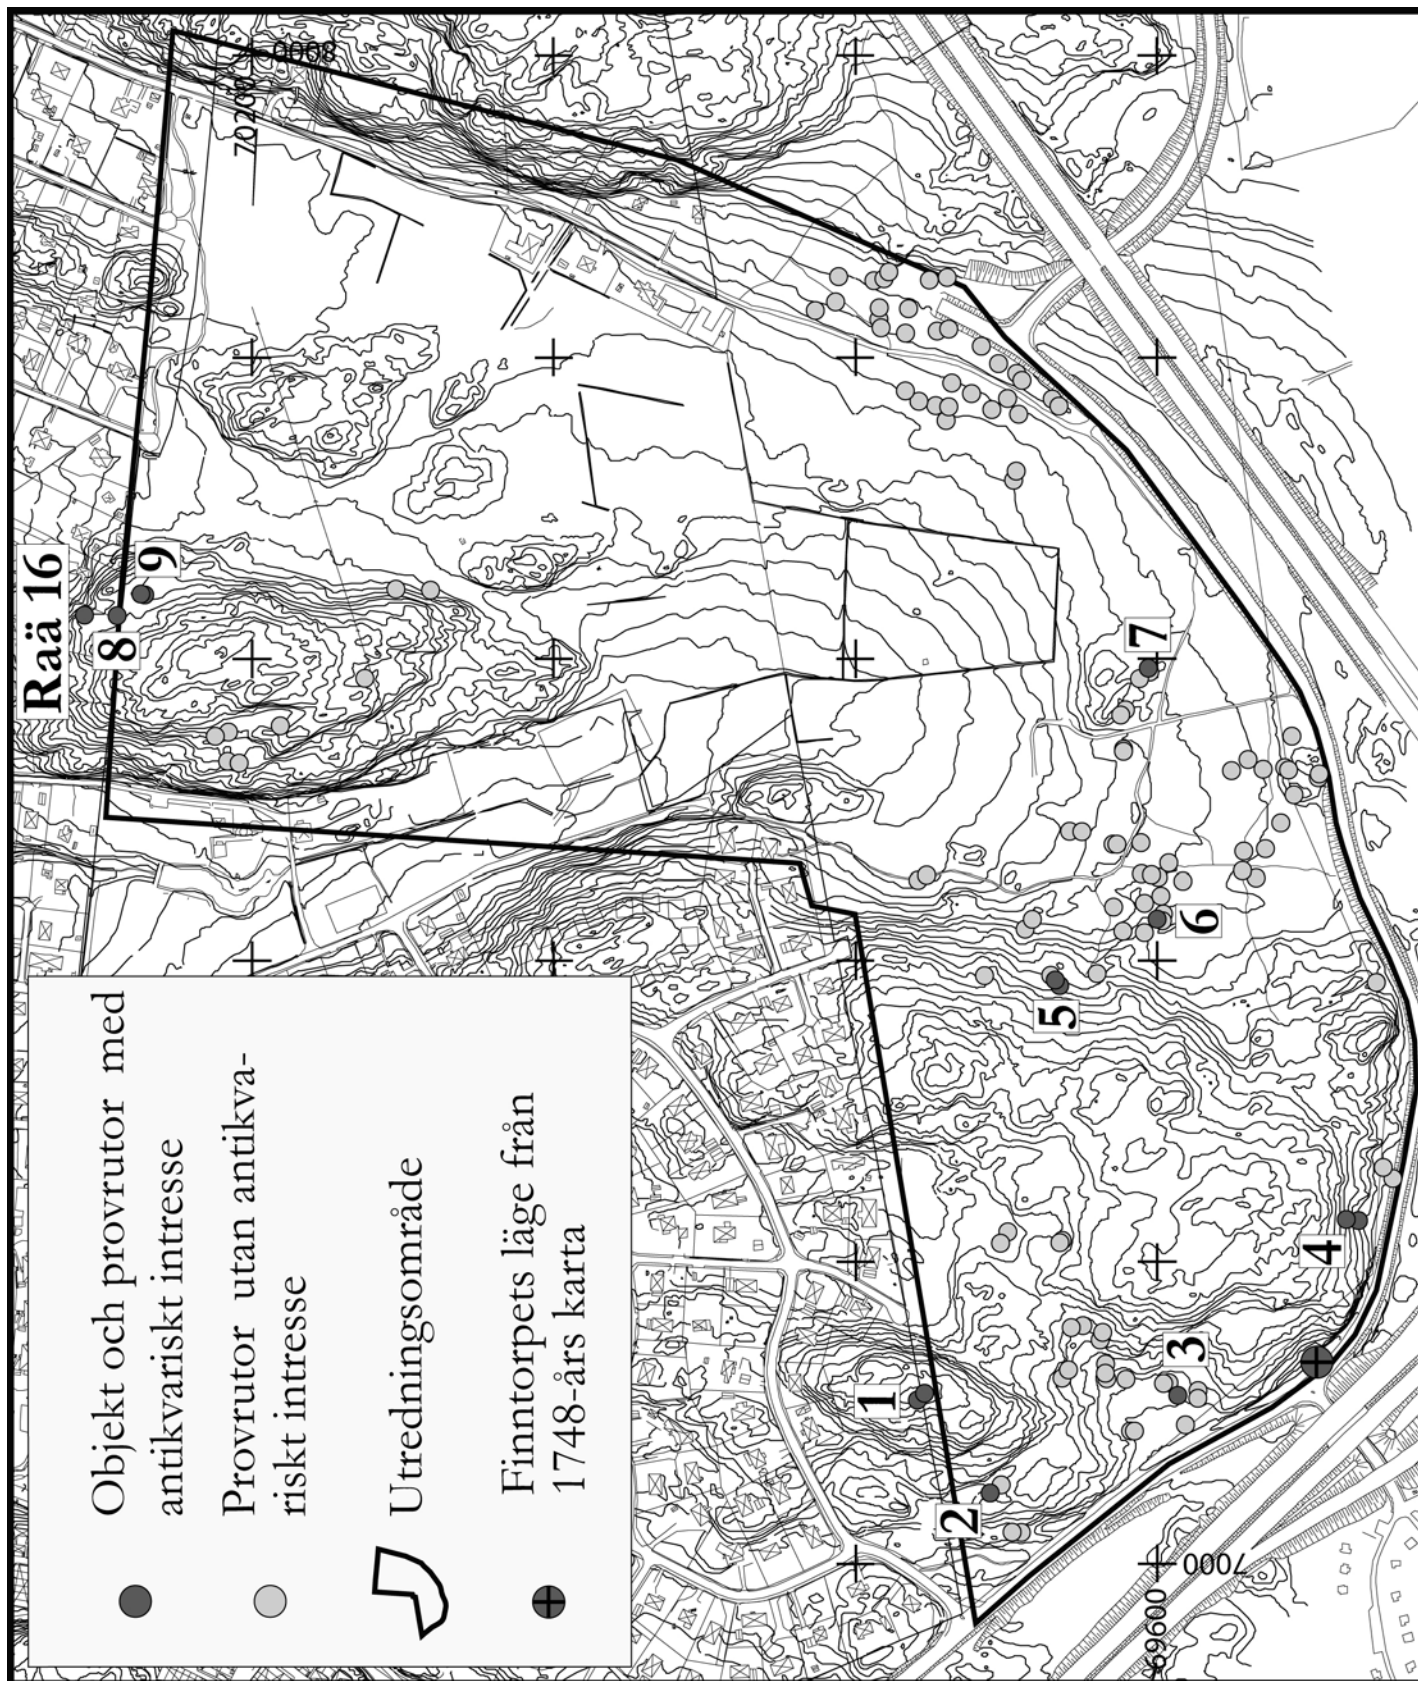 Objekt och provrutor med
antikvariskt intresse
Provrutor utan antikva-
riskt intresse
Utredningsområde
Finntorpets läge från
1748-års karta
Raä 16
8
9
7
6
5
4
3
1
2
8000
7000
69600